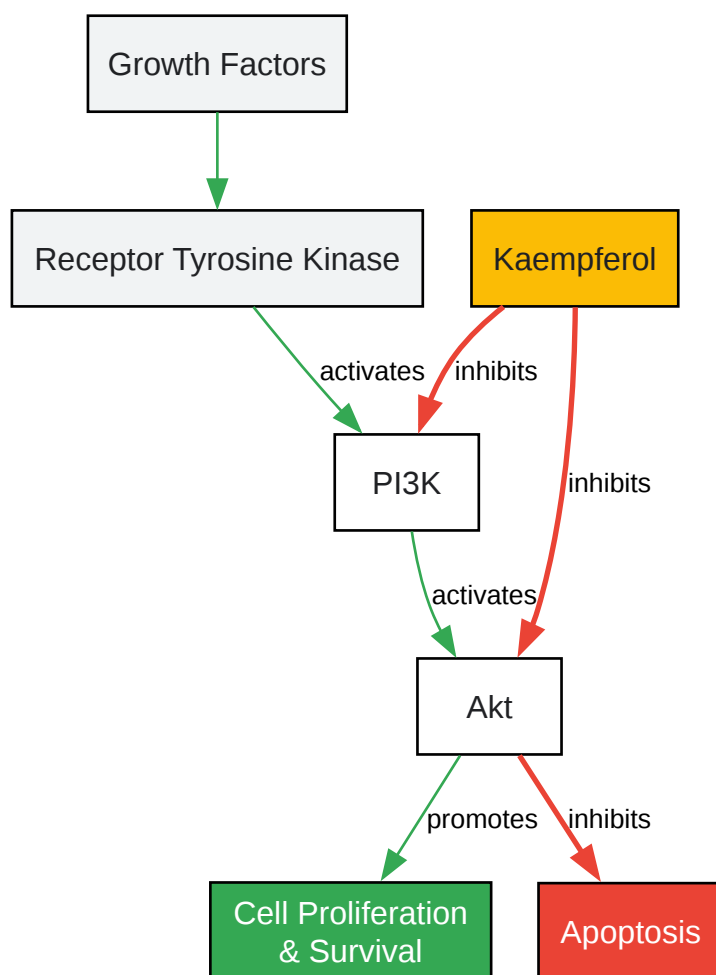 Growth Factors
Receptor Tyrosine Kinase
Kaempferol
activates
inhibits
PI3K
inhibits
activates
Akt
promotes
inhibits
Cell Proliferation
& Survival
Apoptosis